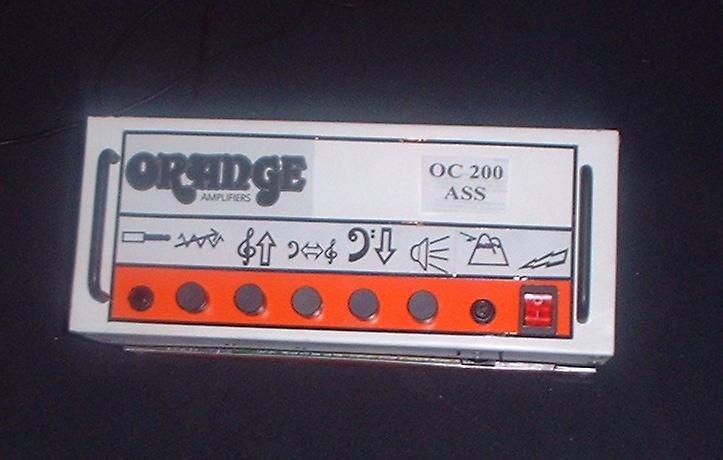 ORANGE
AMPLIFIERS
OC 200
ASS